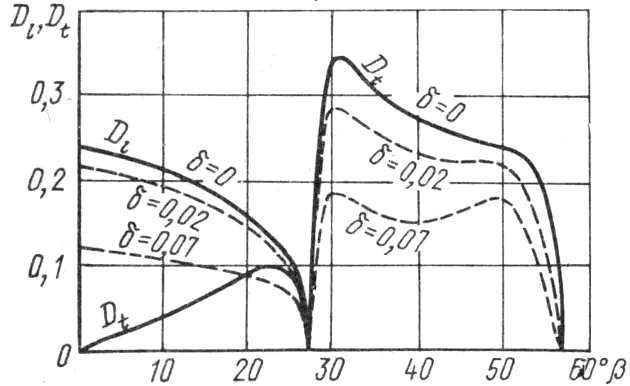 D_l, D_t
0,3
0,2
0,1
0
D_l
δ=0
δ=0,02
δ=0,07
D_t
D_t
δ=0
δ=0,02
δ=0,07
10 20 30 40 50 60°β